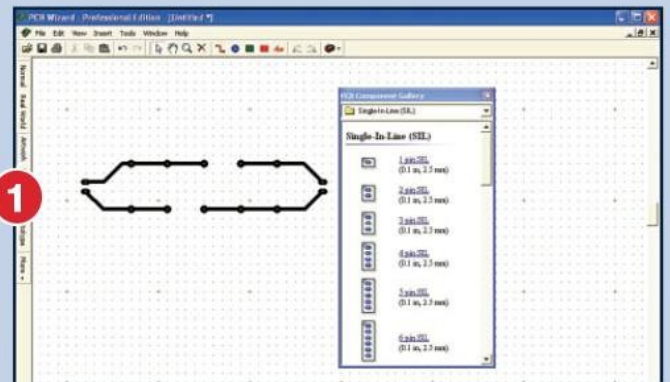 PCB Wizard - Professional Edition - [Untitled *]
File Edit View Insert Tools Window Help
Normal
Real World
Artwork
1
More
PCB Component Gallery
Single-In-Line (SIL)
Single-In-Line (SIL)
1 pin SIL
(0.1 in, 2.5 mm)
2 pin SIL
(0.1 in, 2.5 mm)
3 pin SIL
(0.1 in, 2.5 mm)
4 pin SIL
(0.1 in, 2.5 mm)
5 pin SIL
(0.1 in, 2.5 mm)
6 pin SIL
(0.1 in, 2.5 mm)